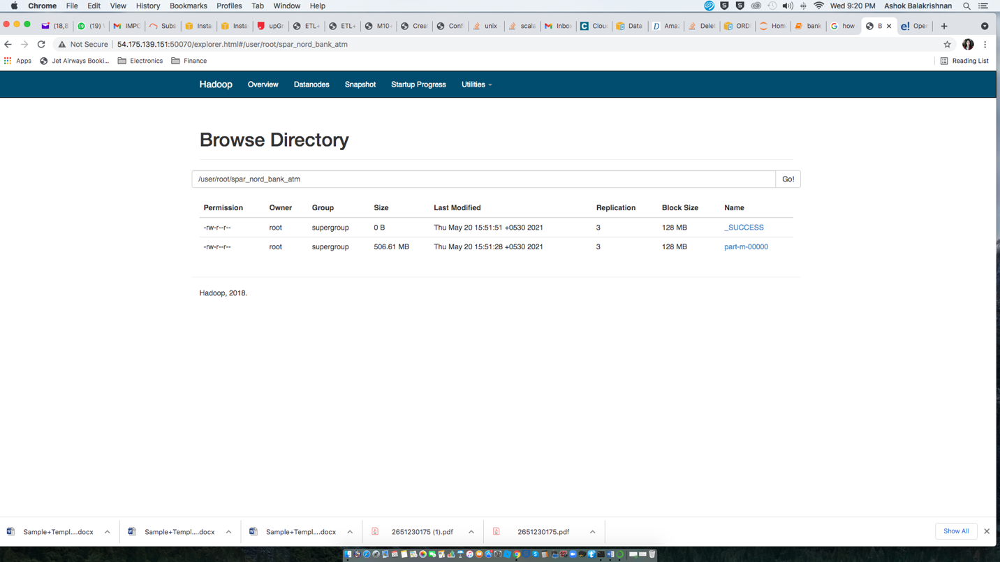 Chrome File Edit View History Bookmarks Profiles Tab Window Help Wed 9:20 PM Ashok Balakrishnan
(18,8 (19) IMPC Subs Insta Insta upGr ETL+ ETL+ M10+ Creat Conf unix scala Inbox Clou Data Ama Delet ORDI Hom bank how B Oper
Not Secure 54.175.139.151:50070/explorer.html#/user/root/spar_nord_bank_atm
Apps Jet Airways Booki... Electronics Finance Reading List
Hadoop Overview Datanodes Snapshot Startup Progress Utilities
Browse Directory
/user/root/spar_nord_bank_atm Go!
Permission Owner Group Size Last Modified Replication Block Size Name
-rw-r--r-- root supergroup 0 B Thu May 20 15:51:51 +0530 2021 3 128 MB _SUCCESS
-rw-r--r-- root supergroup 506.61 MB Thu May 20 15:51:28 +0530 2021 3 128 MB part-m-00000
Hadoop, 2018.
Sample+Templ....docx Sample+Templ....docx Sample+Templ....docx 2651230175 (1).pdf 2651230175.pdf Show All